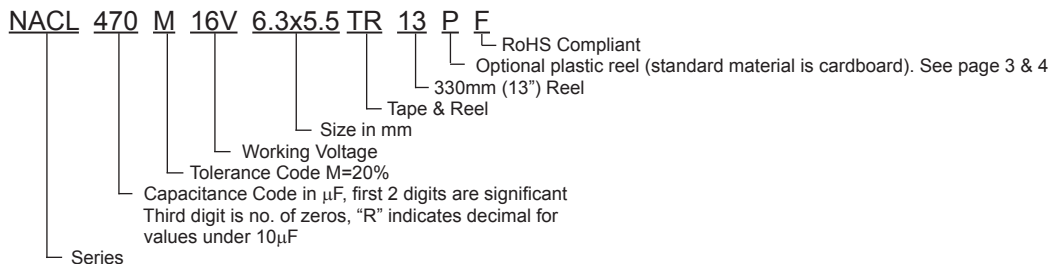 NACL 470 M 16V 6.3x5.5 TR 13 P F
RoHS Compliant
Optional plastic reel (standard material is cardboard). See page 3 & 4
330mm (13”) Reel
Tape & Reel
Size in mm
Working Voltage
Tolerance Code M=20%
Capacitance Code in μF, first 2 digits are significant
Third digit is no. of zeros, “R” indicates decimal for
values under 10μF
Series